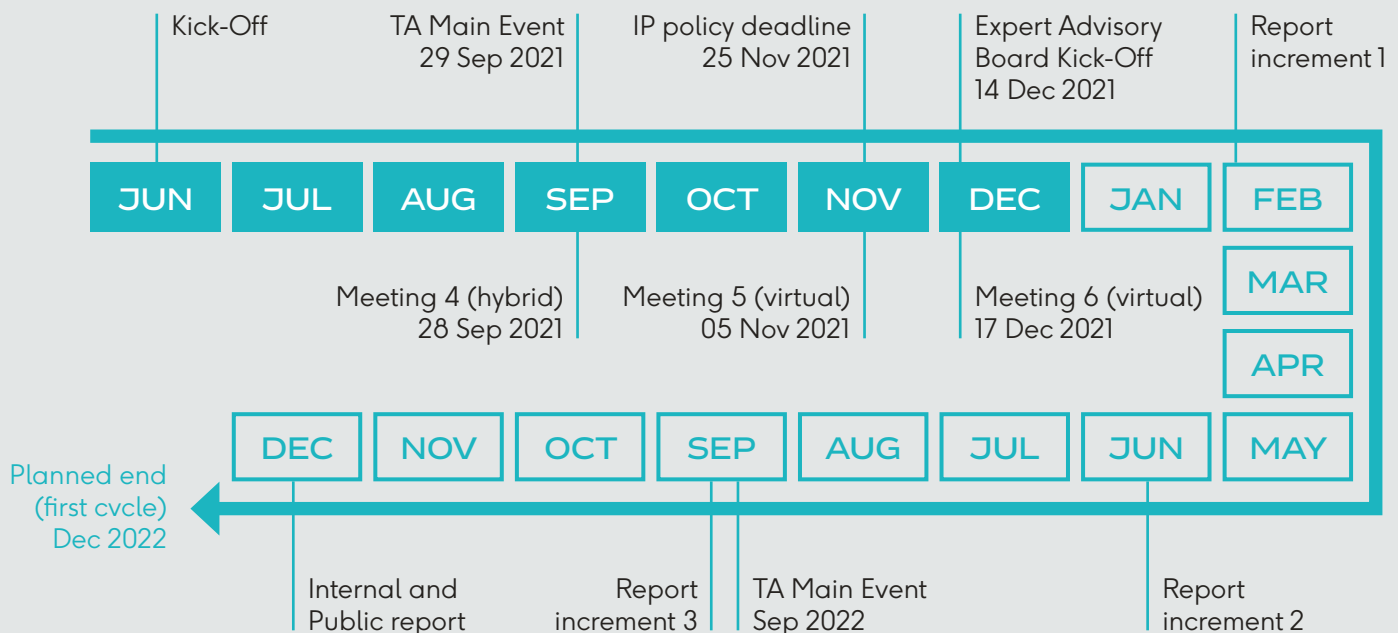 Kick-Off
TA Main Event
29 Sep 2021
IP policy deadline
25 Nov 2021
Expert Advisory
Board Kick-Off
14 Dec 2021
Report
increment 1
JUN
JUL
AUG
SEP
OCT
NOV
DEC
JAN
FEB
MAR
APR
Meeting 4 (hybrid)
28 Sep 2021
Meeting 5 (virtual)
05 Nov 2021
Meeting 6 (virtual)
17 Dec 2021
DEC
NOV
OCT
SEP
AUG
JUL
JUN
MAY
Planned end
(first cvcle)
Dec 2022
Internal and
Public report
Report
increment 3
TA Main Event
Sep 2022
Report
increment 2